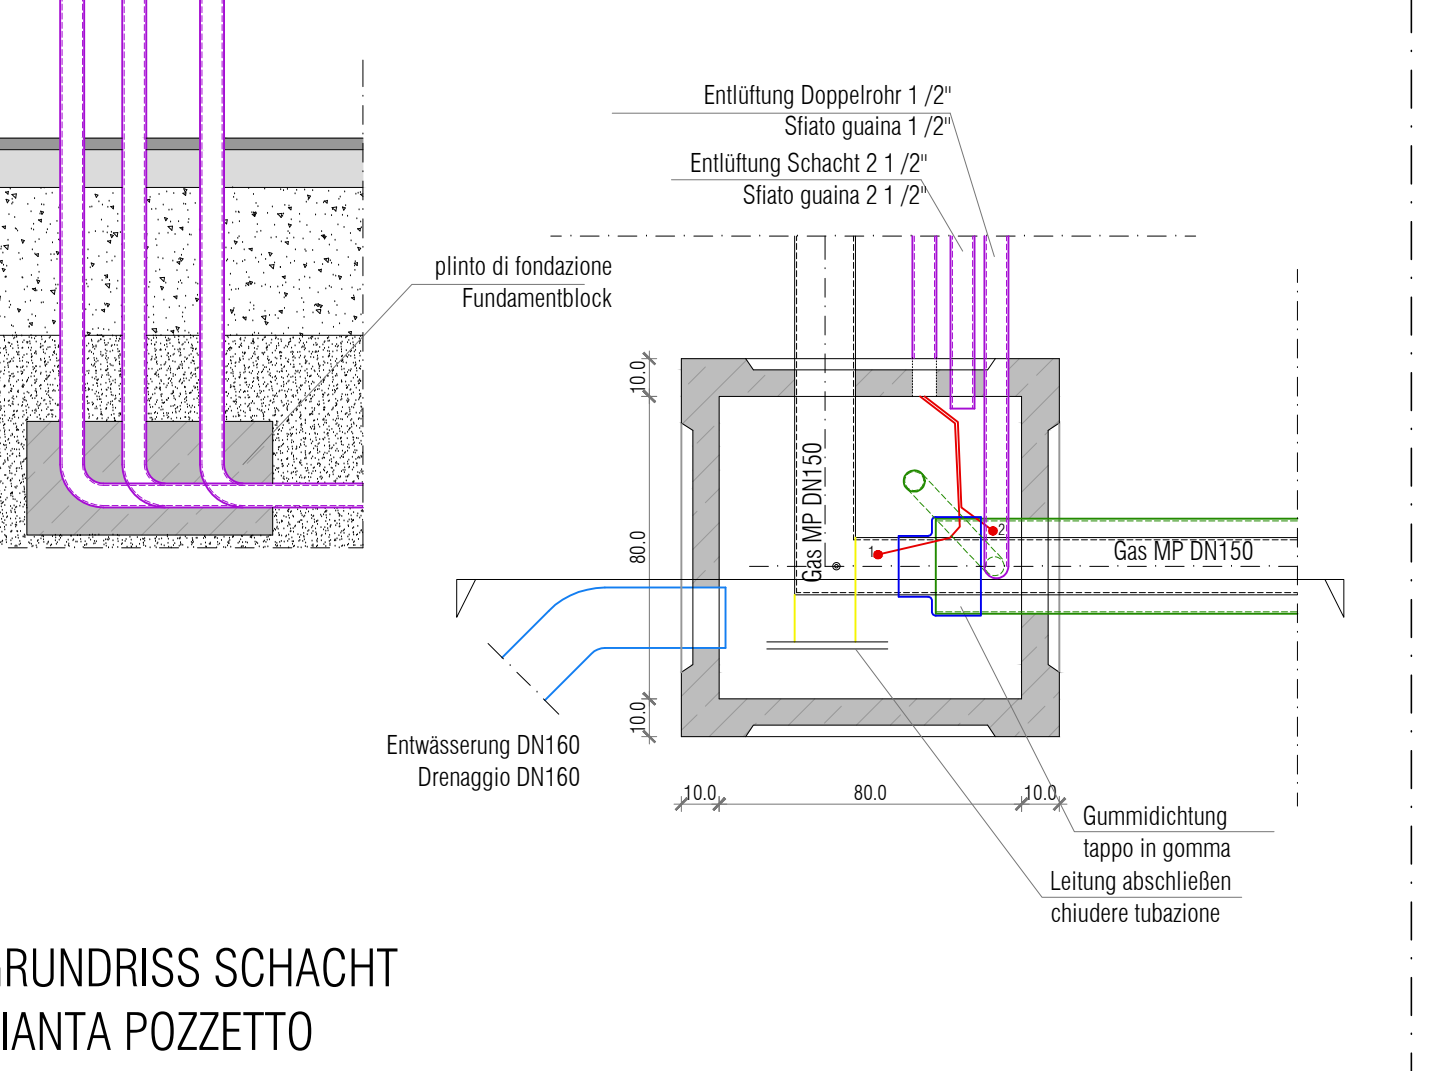 Entlüftung Doppelrohr 1 /2"
Sfiato guaina 1 /2"
Entlüftung Schacht 2 1 /2"
Sfiato guaina 2 1 /2"
plinto di fondazione
Fundamentblock
10.0
80.0
10.0
Gas MP DN150
1
2
Gas MP DN150
Entwässerung DN160
Drenaggio DN160
10.0
80.0
10.0
Gummidichtung
tappo in gomma
Leitung abschließen
chiudere tubazione
GRUNDRISS SCHACHT
IANTA POZZETTO